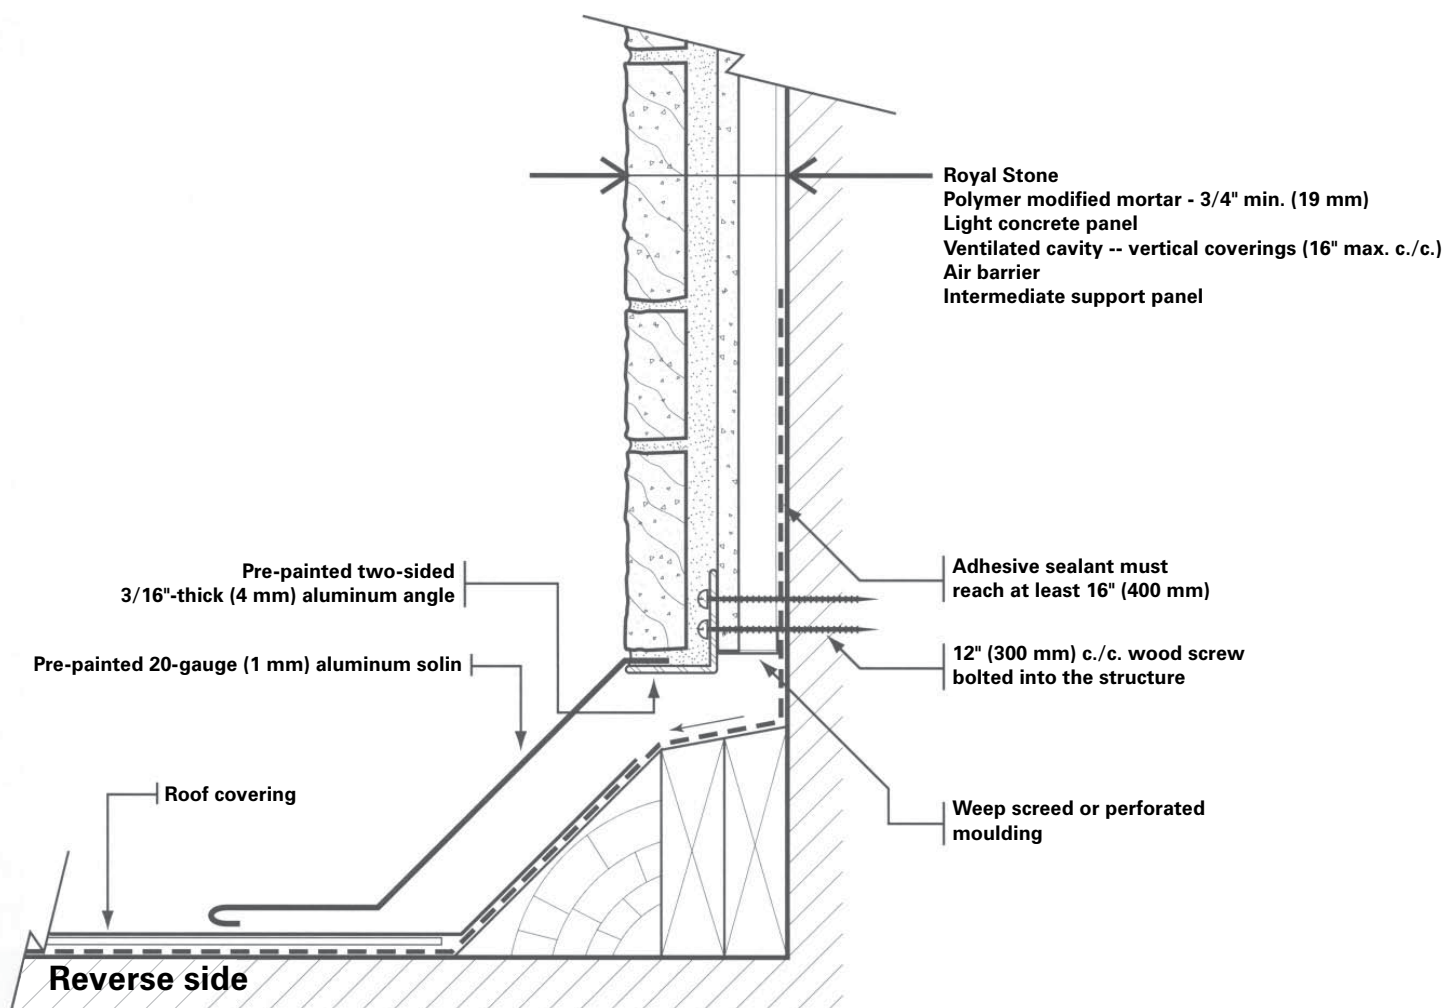 Royal Stone
Polymer modified mortar - 3/4" min. (19 mm)
Light concrete panel
Ventilated cavity -- vertical coverings (16" max. c./c.)
Air barrier
Intermediate support panel
Pre-painted two-sided
3/16"-thick (4 mm) aluminum angle
Adhesive sealant must
reach at least 16" (400 mm)
Pre-painted 20-gauge (1 mm) aluminum solin
12" (300 mm) c./c. wood screw
bolted into the structure
Roof covering
Weep screed or perforated
moulding
Reverse side